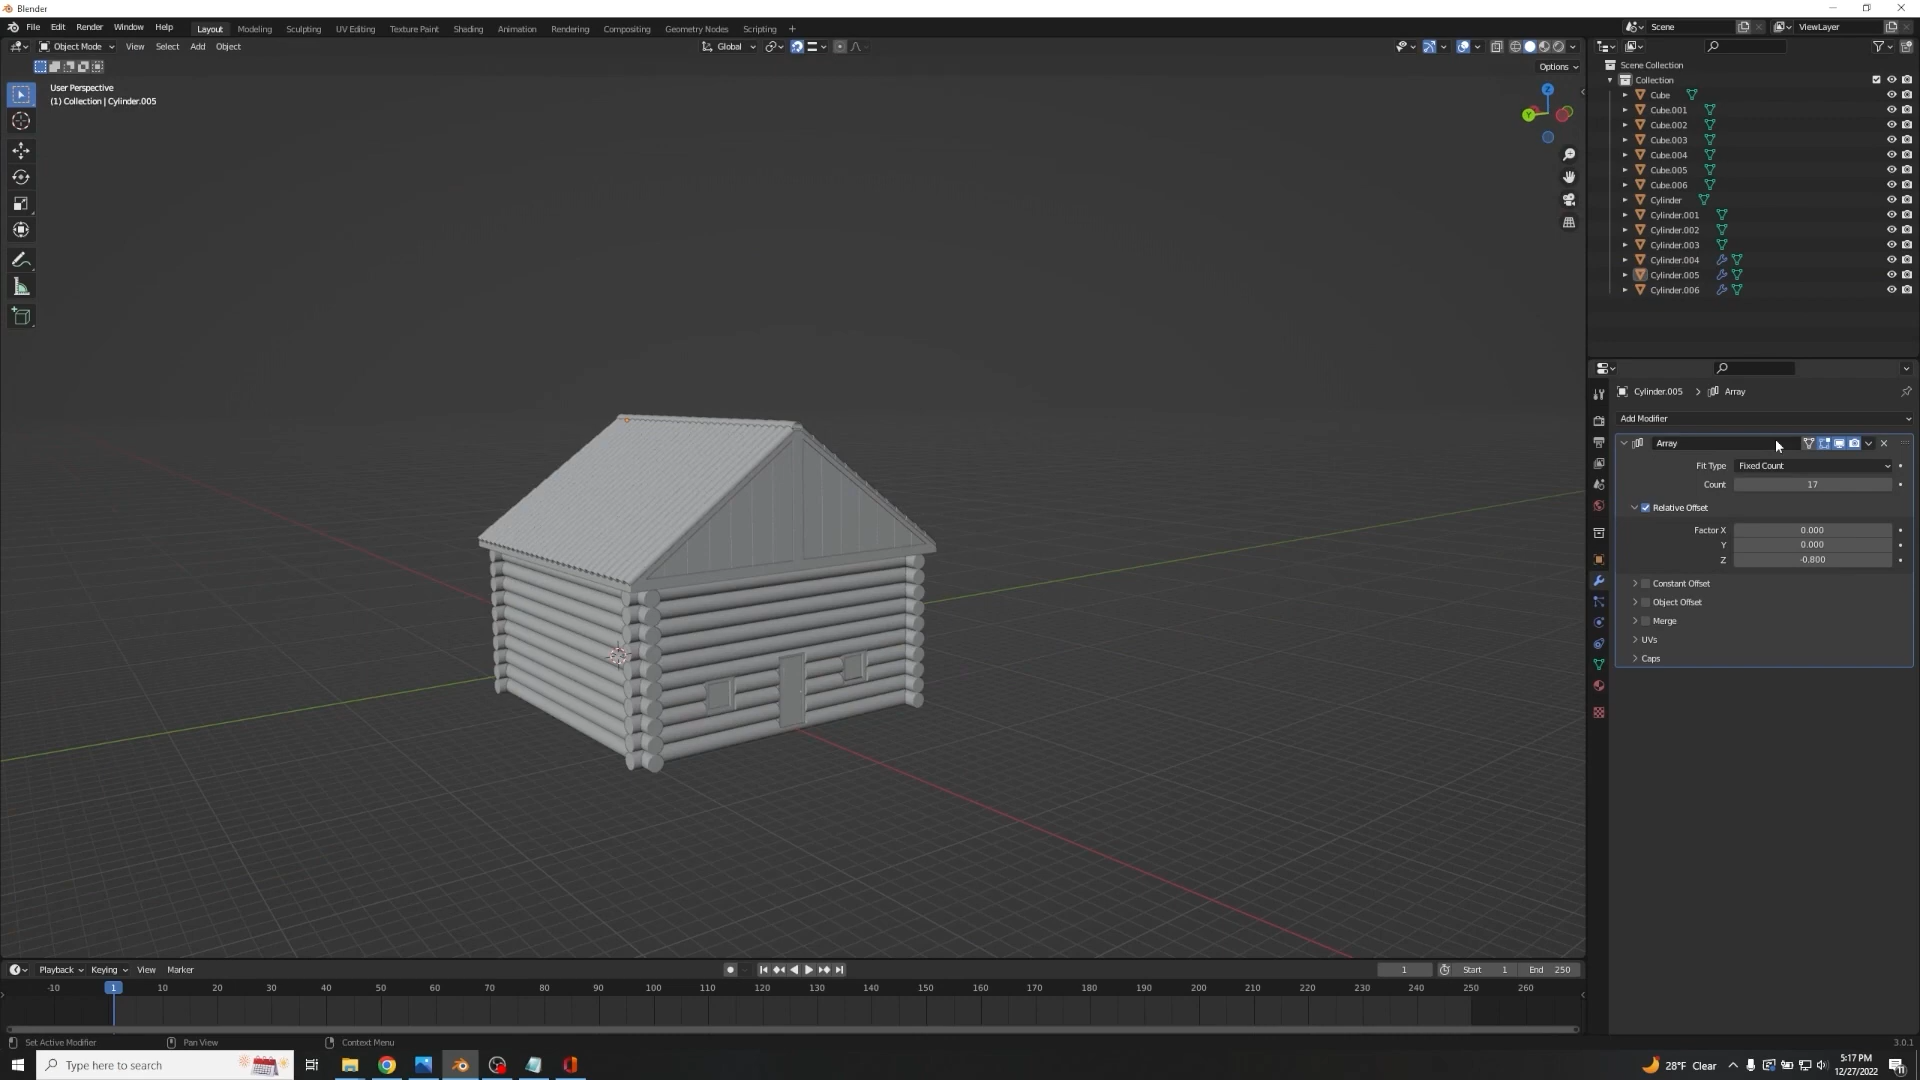 Blender
File Edit Render Window Help Layout Modeling Sculpting UV Editing Texture Paint Shading Animation Rendering Compositing Geometry Nodes Scripting + Scene ViewLayer
Object Mode View Select Add Object Global
Options
User Perspective
(1) Collection | Cylinder.005
Z
Y
Scene Collection
Collection
Cube
Cube.001
Cube.002
Cube.003
Cube.004
Cube.005
Cube.006
Cylinder
Cylinder.001
Cylinder.002
Cylinder.003
Cylinder.004
Cylinder.005
Cylinder.006
Cylinder.005 > Array
Add Modifier
Array
Fit Type Fixed Count
Count 17
Relative Offset
Factor X 0.000
Y 0.000
Z -0.800
Constant Offset
Object Offset
Merge
UVs
Caps
Playback Keying View Marker 1 Start 1 End 250
-10 1 10 20 30 40 50 60 70 80 90 100 110 120 130 140 150 160 170 180 190 200 210 220 230 240 250 260
Set Active Modifier Pan View Context Menu 3.0.1
Type here to search 28°F Clear 5:17 PM
12/27/2022 11